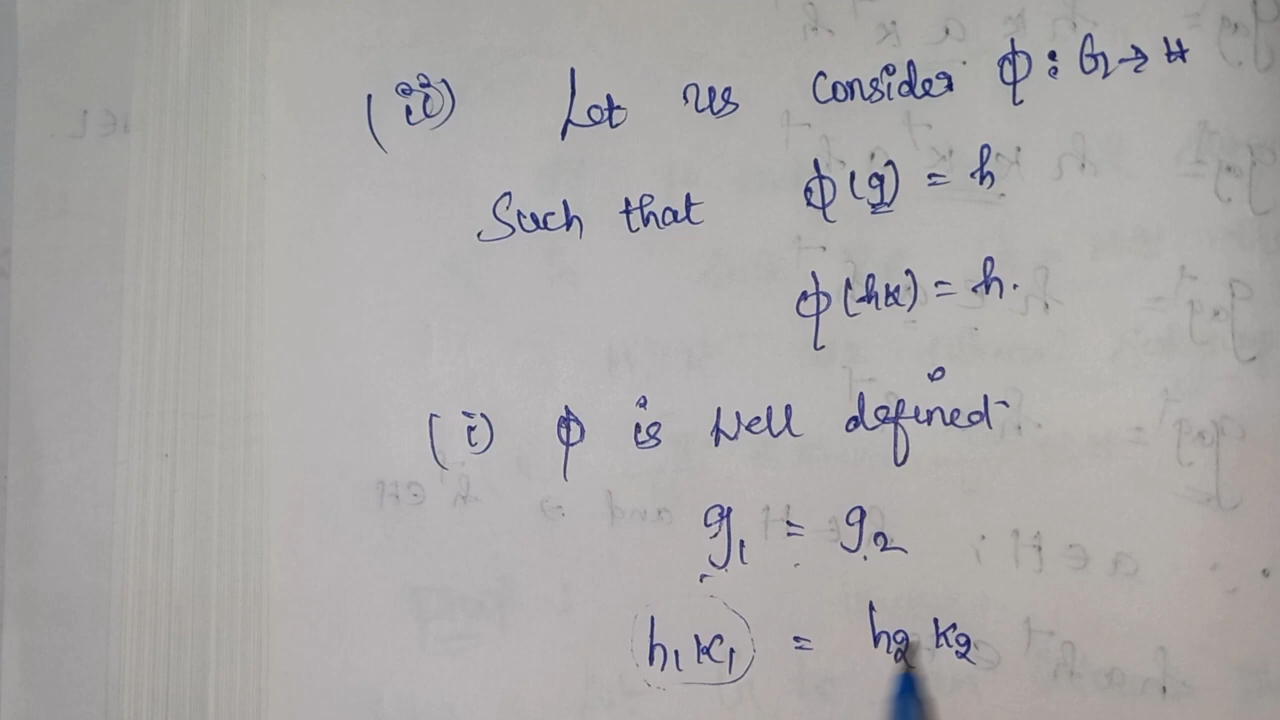 (ii) Let us consider ϕ : G → H
Such that ϕ(g) = h
ϕ(hk) = h.
(i) ϕ is well defined
g₁ = g₂
h₁k₁ = h₂k₂